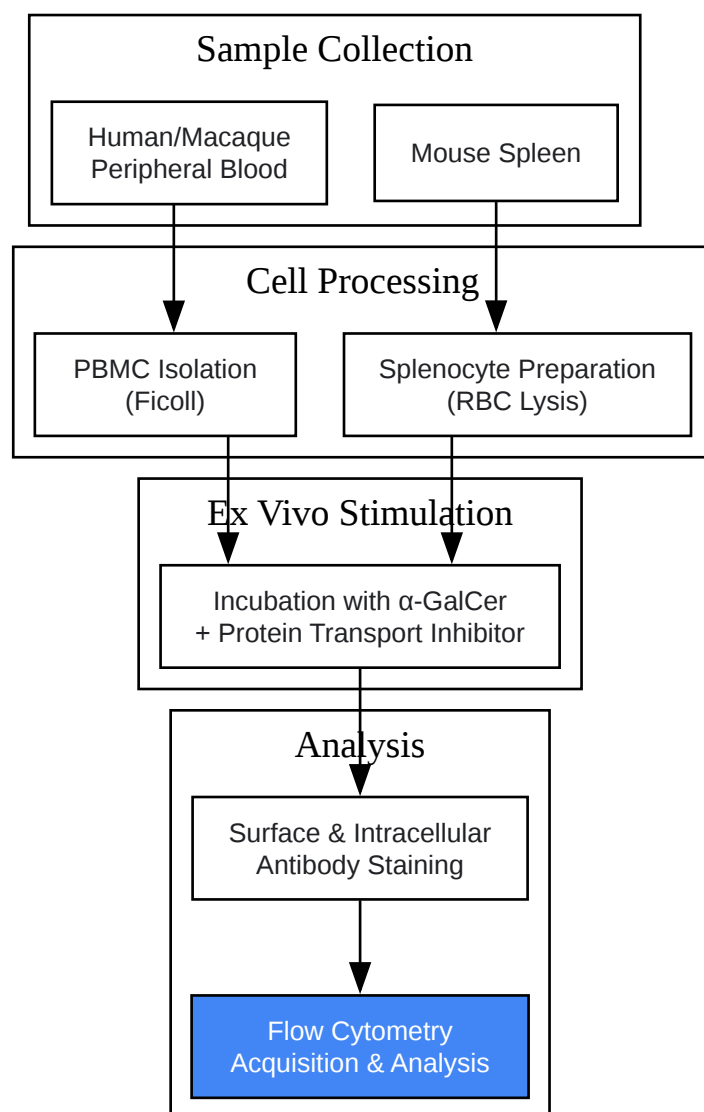 Sample Collection
Human/Macaque
Peripheral Blood
Mouse Spleen
Cell Processing
PBMC Isolation
(Ficoll)
Splenocyte Preparation
(RBC Lysis)
Ex Vivo Stimulation
Incubation with α-GalCer
+ Protein Transport Inhibitor
Analysis
Surface & Intracellular
Antibody Staining
Flow Cytometry
Acquisition & Analysis